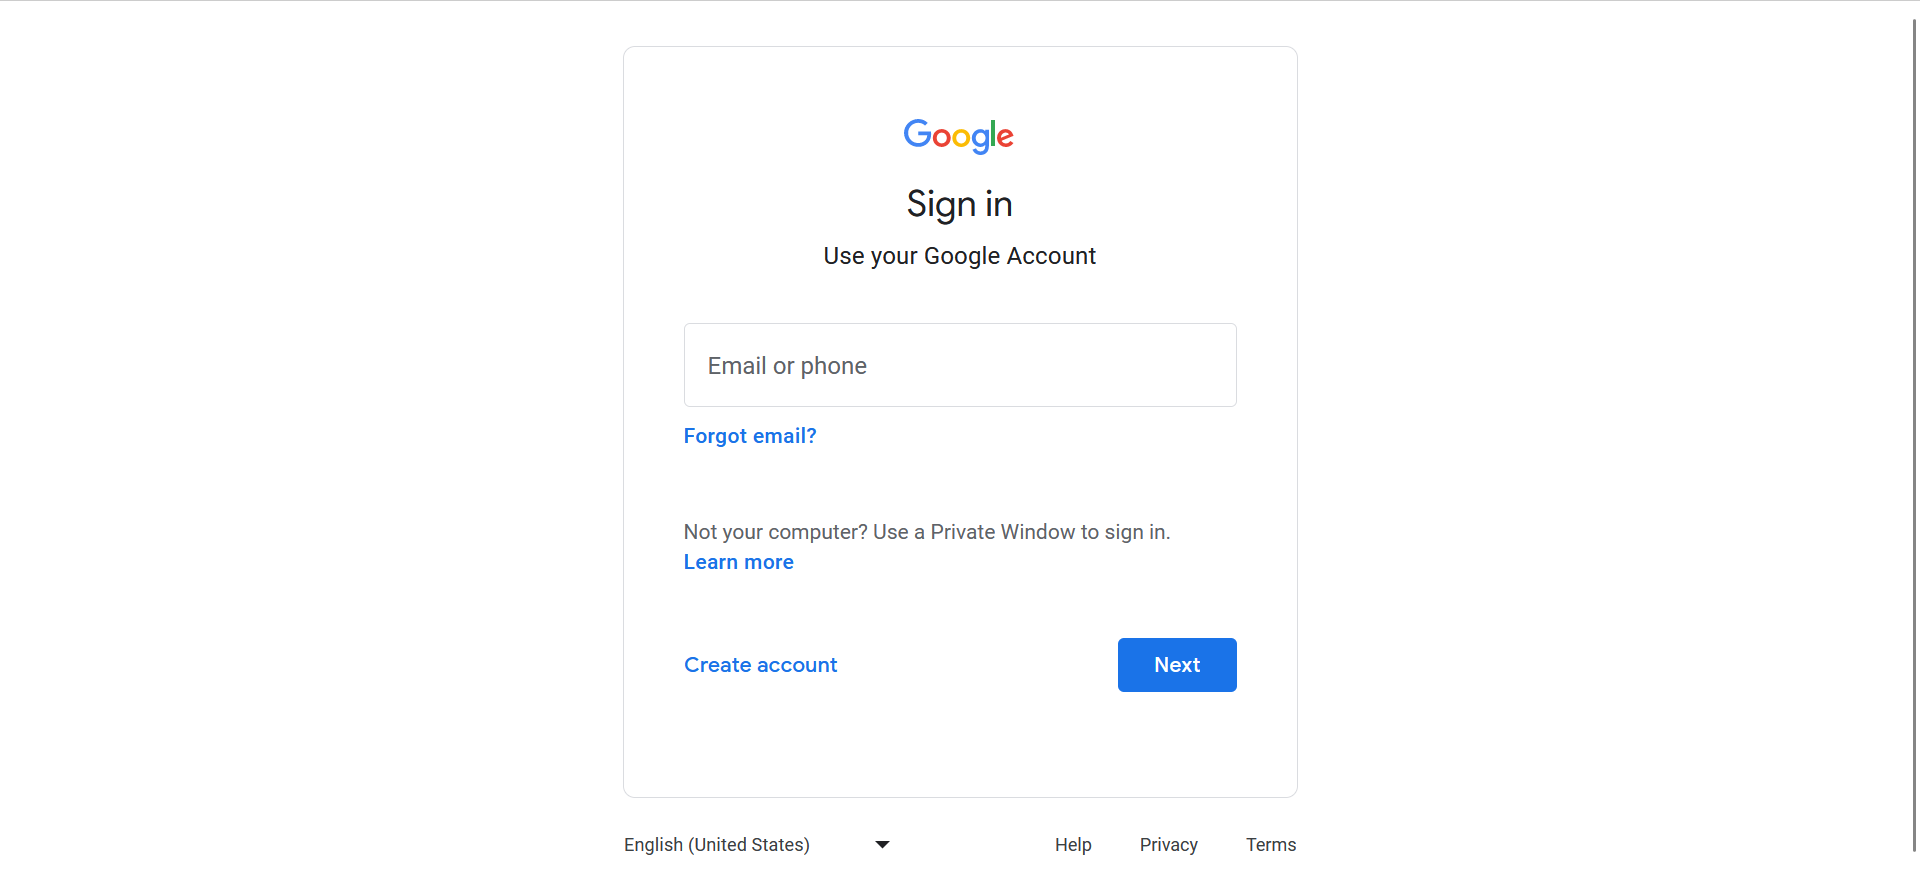 Google
Sign in
Use your Google Account
Email or phone
Forgot email?
Not your computer? Use a Private Window to sign in.
Learn more
Create account
Next
English (United States)
Help
Privacy
Terms